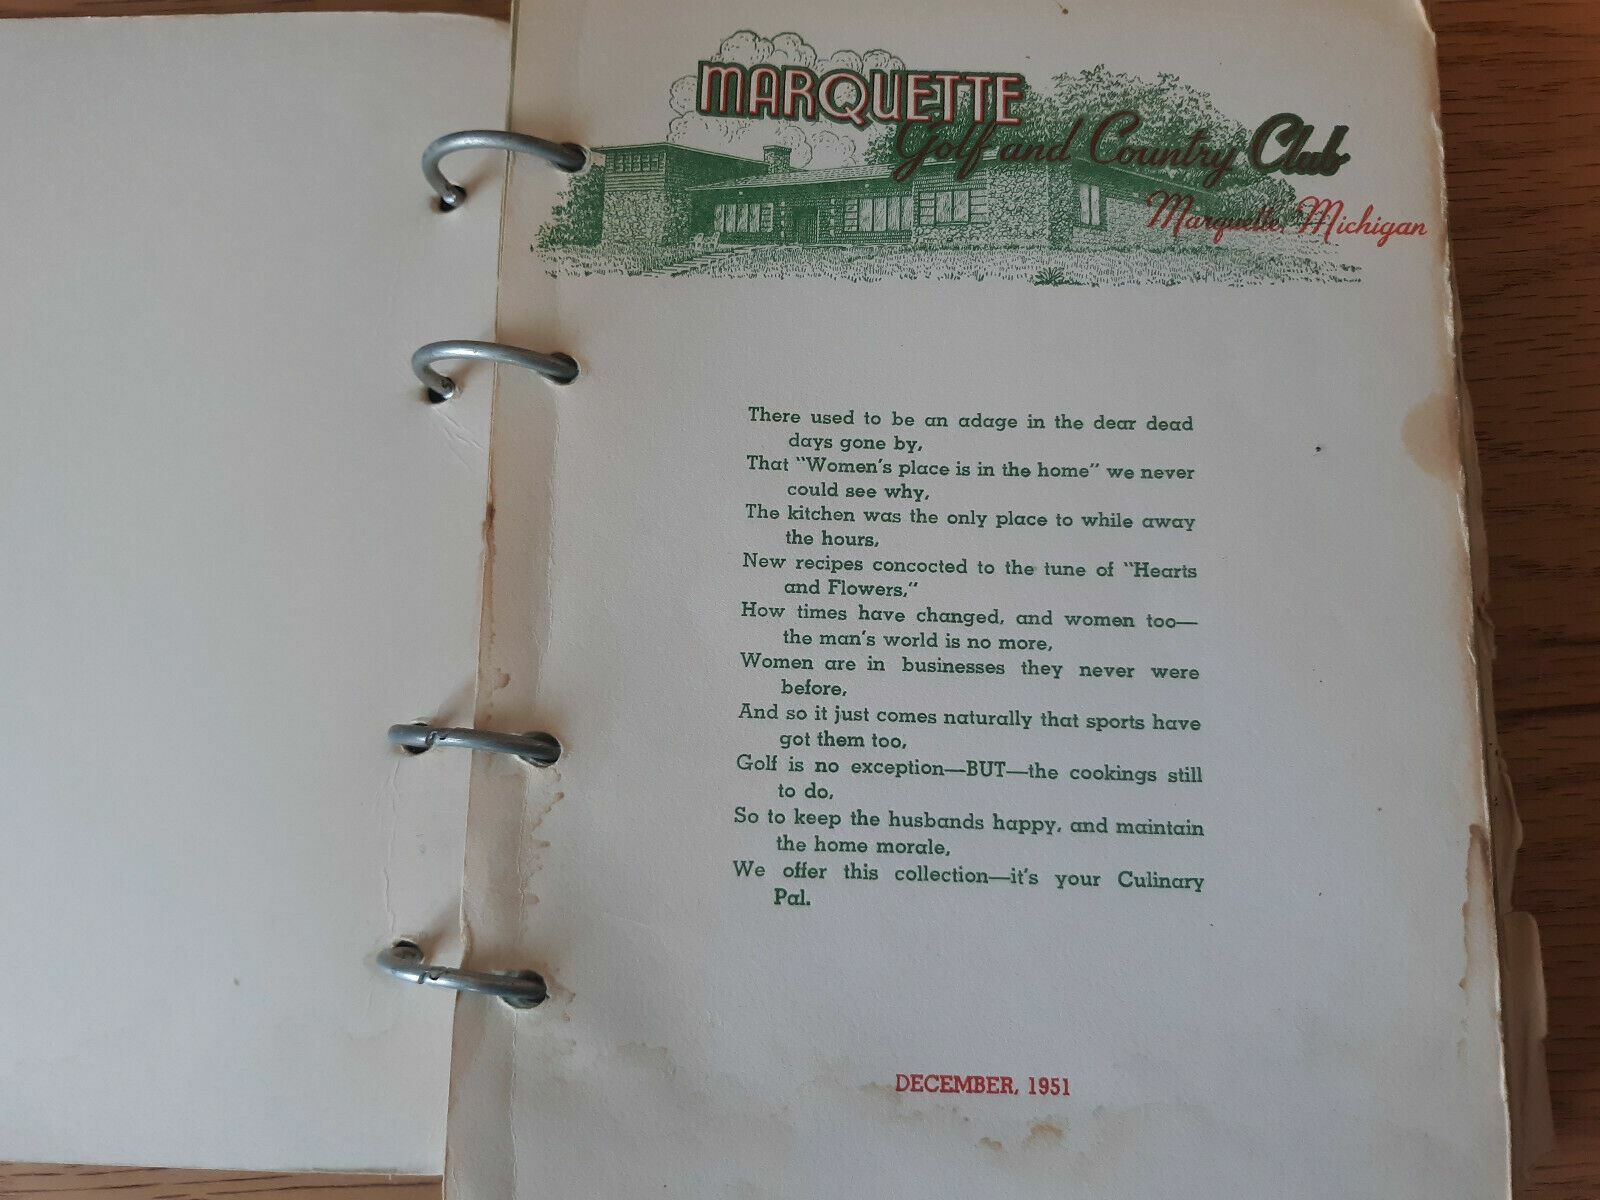 MARQUETTE
Golf and Country Club
Marquette, Michigan
There used to be an adage in the dear dead
days gone by,
That "Women's place is in the home" we never
could see why,
The kitchen was the only place to while away
the hours,
New recipes concocted to the tune of "Hearts
and Flowers,"
How times have changed, and women too—
the man's world is no more,
Women are in businesses they never were
before,
And so it just comes naturally that sports have
got them too,
Golf is no exception—BUT—the cookings still
to do,
So to keep the husbands happy, and maintain
the home morale,
We offer this collection—it's your Culinary
Pal.
DECEMBER, 1951